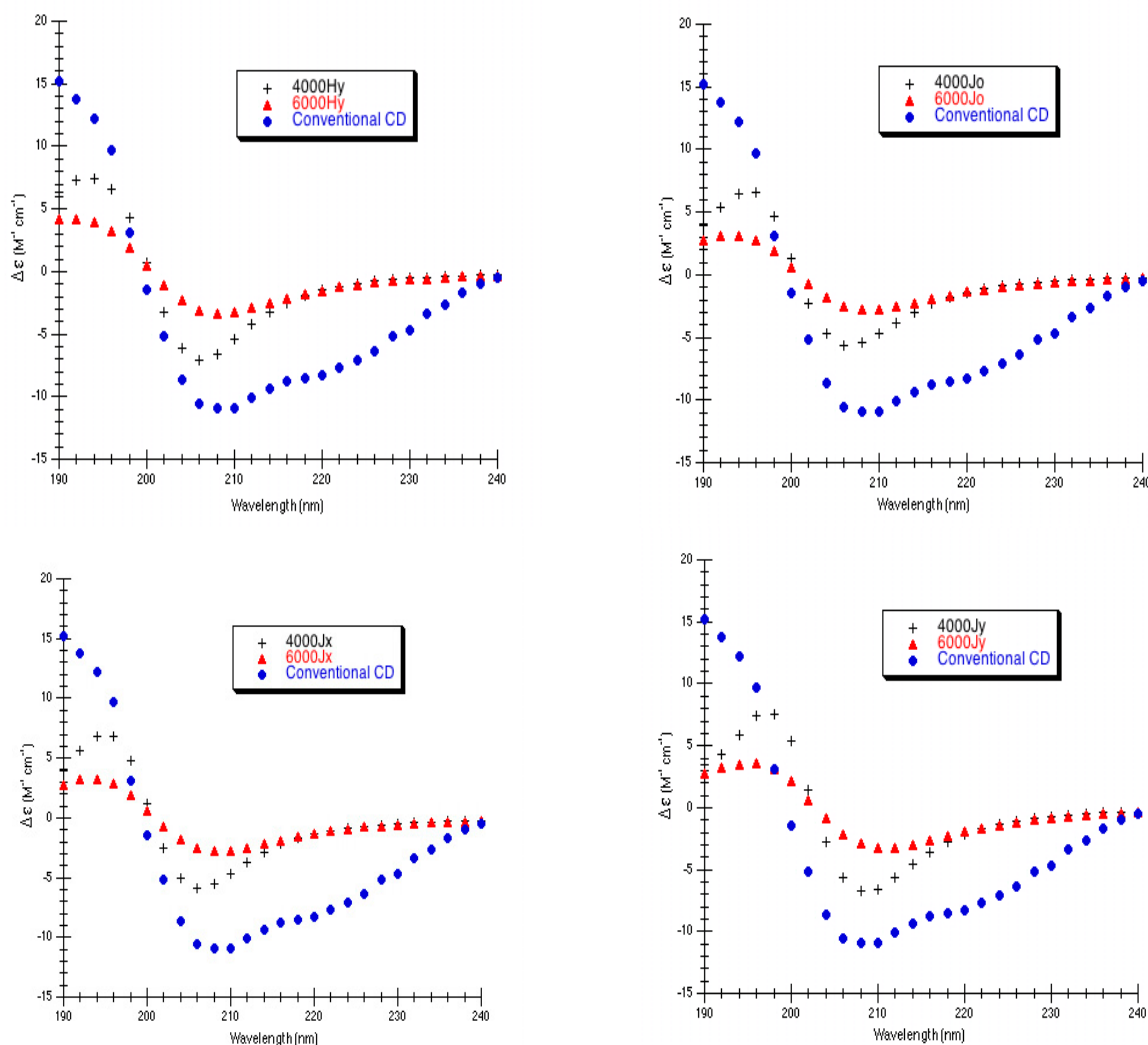 20
15
10
5
0
-5
-10
-15
190 200 210 220 230 240
Δ ε (M⁻¹ cm⁻¹)
Wavelength (nm)
4000Hy
6000Hy
Conventional CD
20
15
10
5
0
-5
-10
-15
190 200 210 220 230 240
Δ ε (M⁻¹ cm⁻¹)
Wavelength (nm)
4000Jo
6000Jo
Conventional CD
20
15
10
5
0
-5
-10
-15
190 200 210 220 230 240
Δ ε (M⁻¹ cm⁻¹)
Wavelength (nm)
4000Jx
6000Jx
Conventional CD
20
15
10
5
0
-5
-10
-15
190 200 210 220 230 240
Δ ε (M⁻¹ cm⁻¹)
Wavelength (nm)
4000Jy
6000Jy
Conventional CD